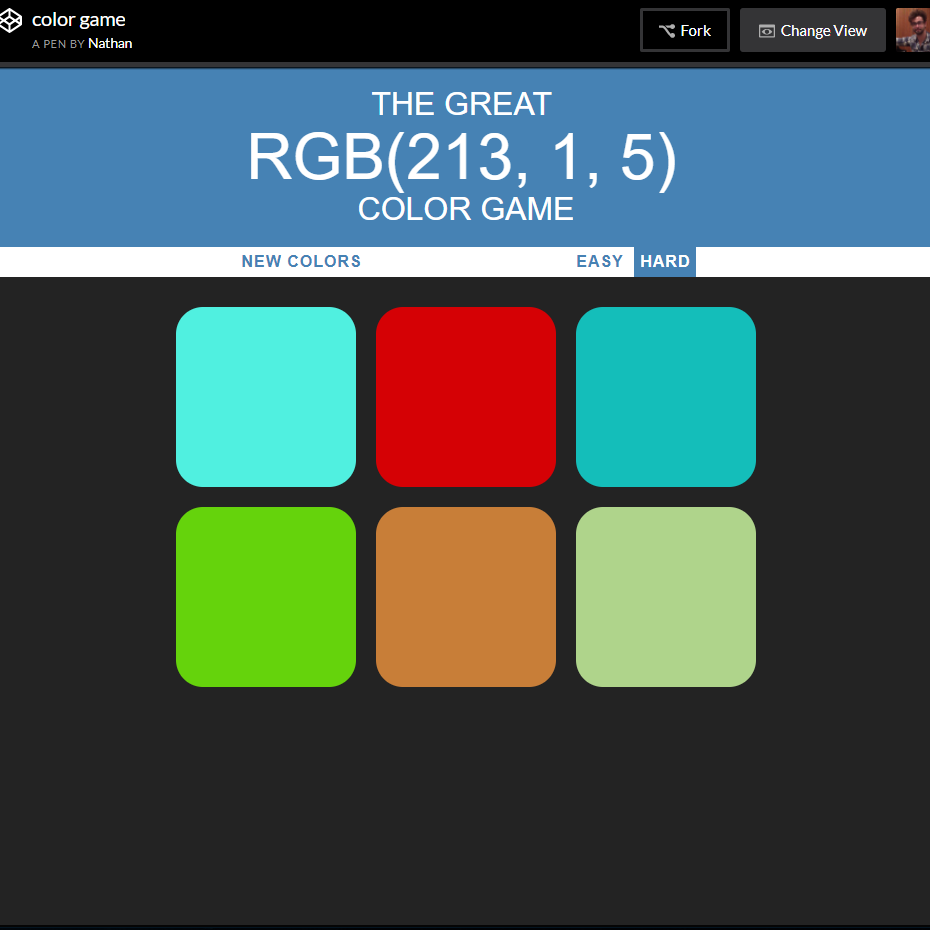 color game
A PEN BY Nathan
Fork
Change View
THE GREAT
RGB(213, 1, 5)
COLOR GAME
NEW COLORS
EASY
HARD